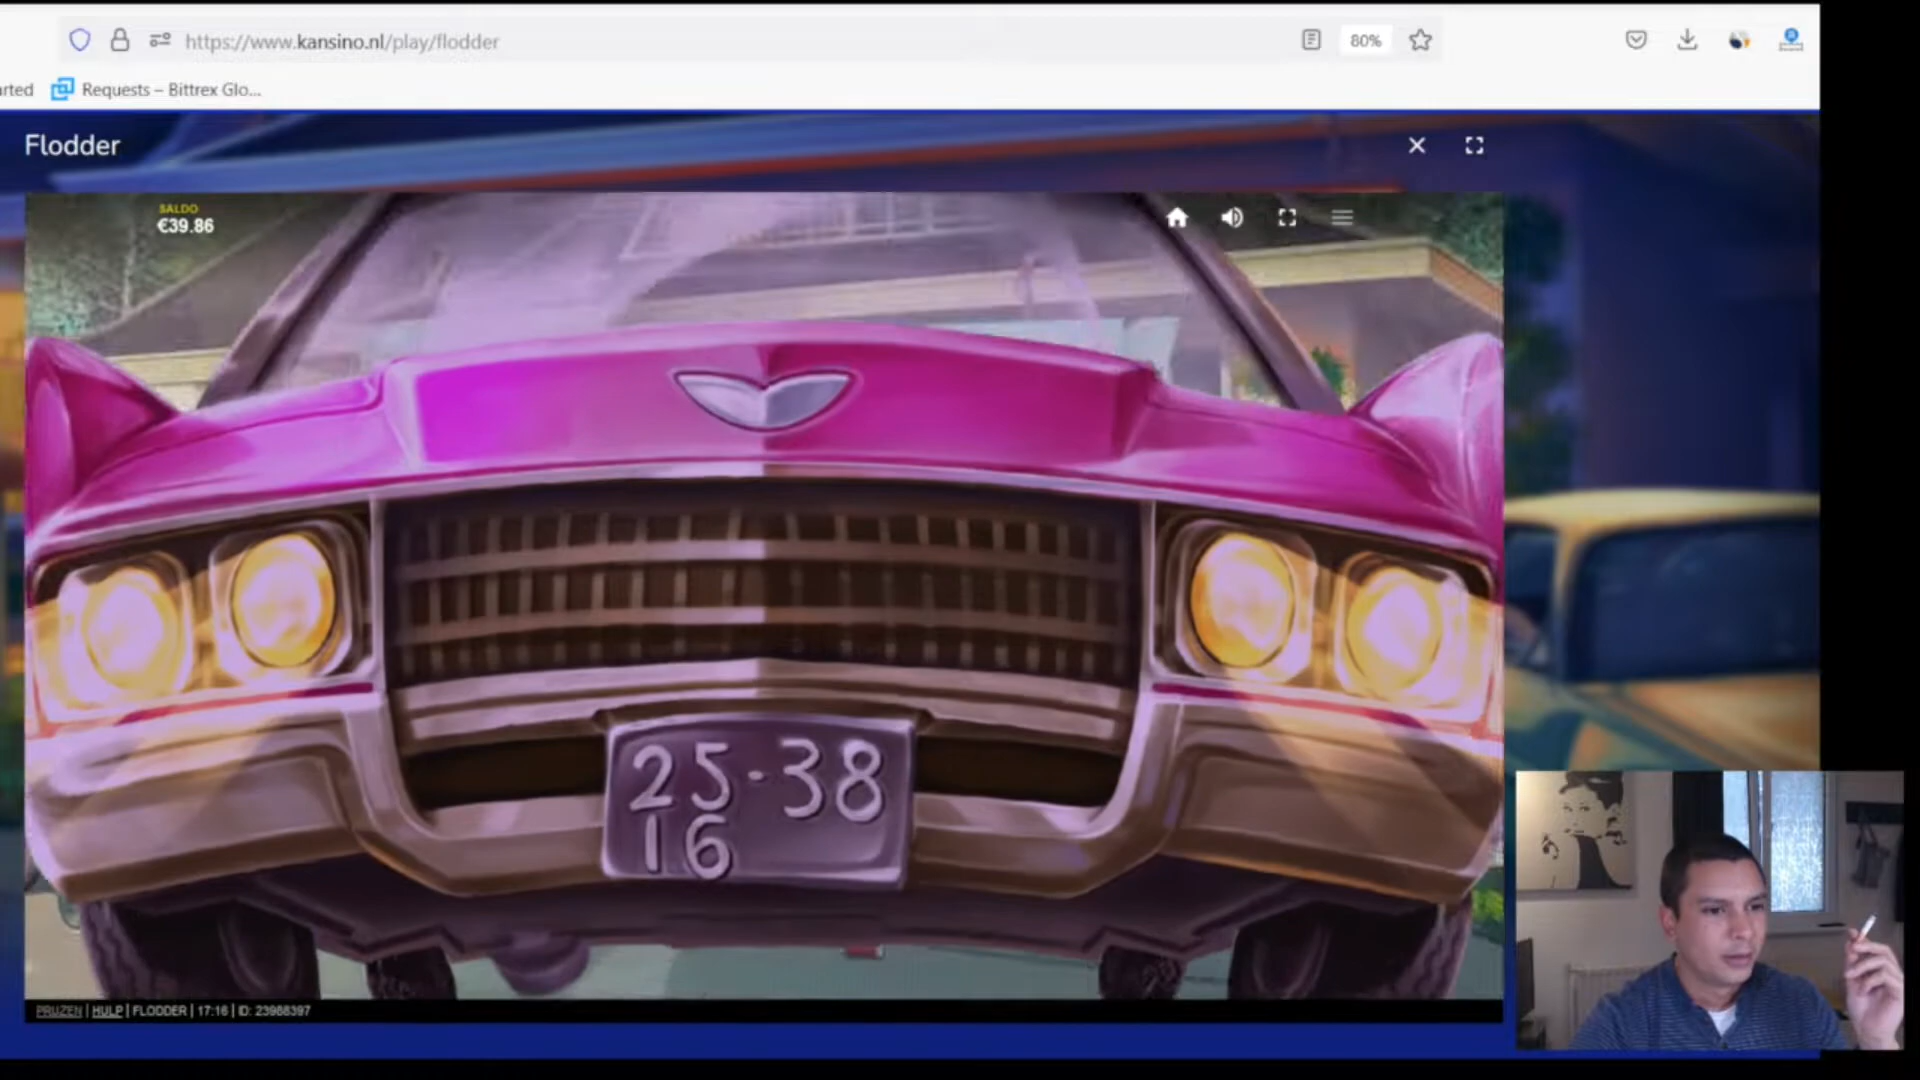 https://www.kansino.nl/play/flodder
80%
arted
Requests – Bittrex Glo...
Flodder
SALDO
€39.86
25-38
16
PRIJZEN | HULP | FLODDER | 17:16 | ID: 23988397